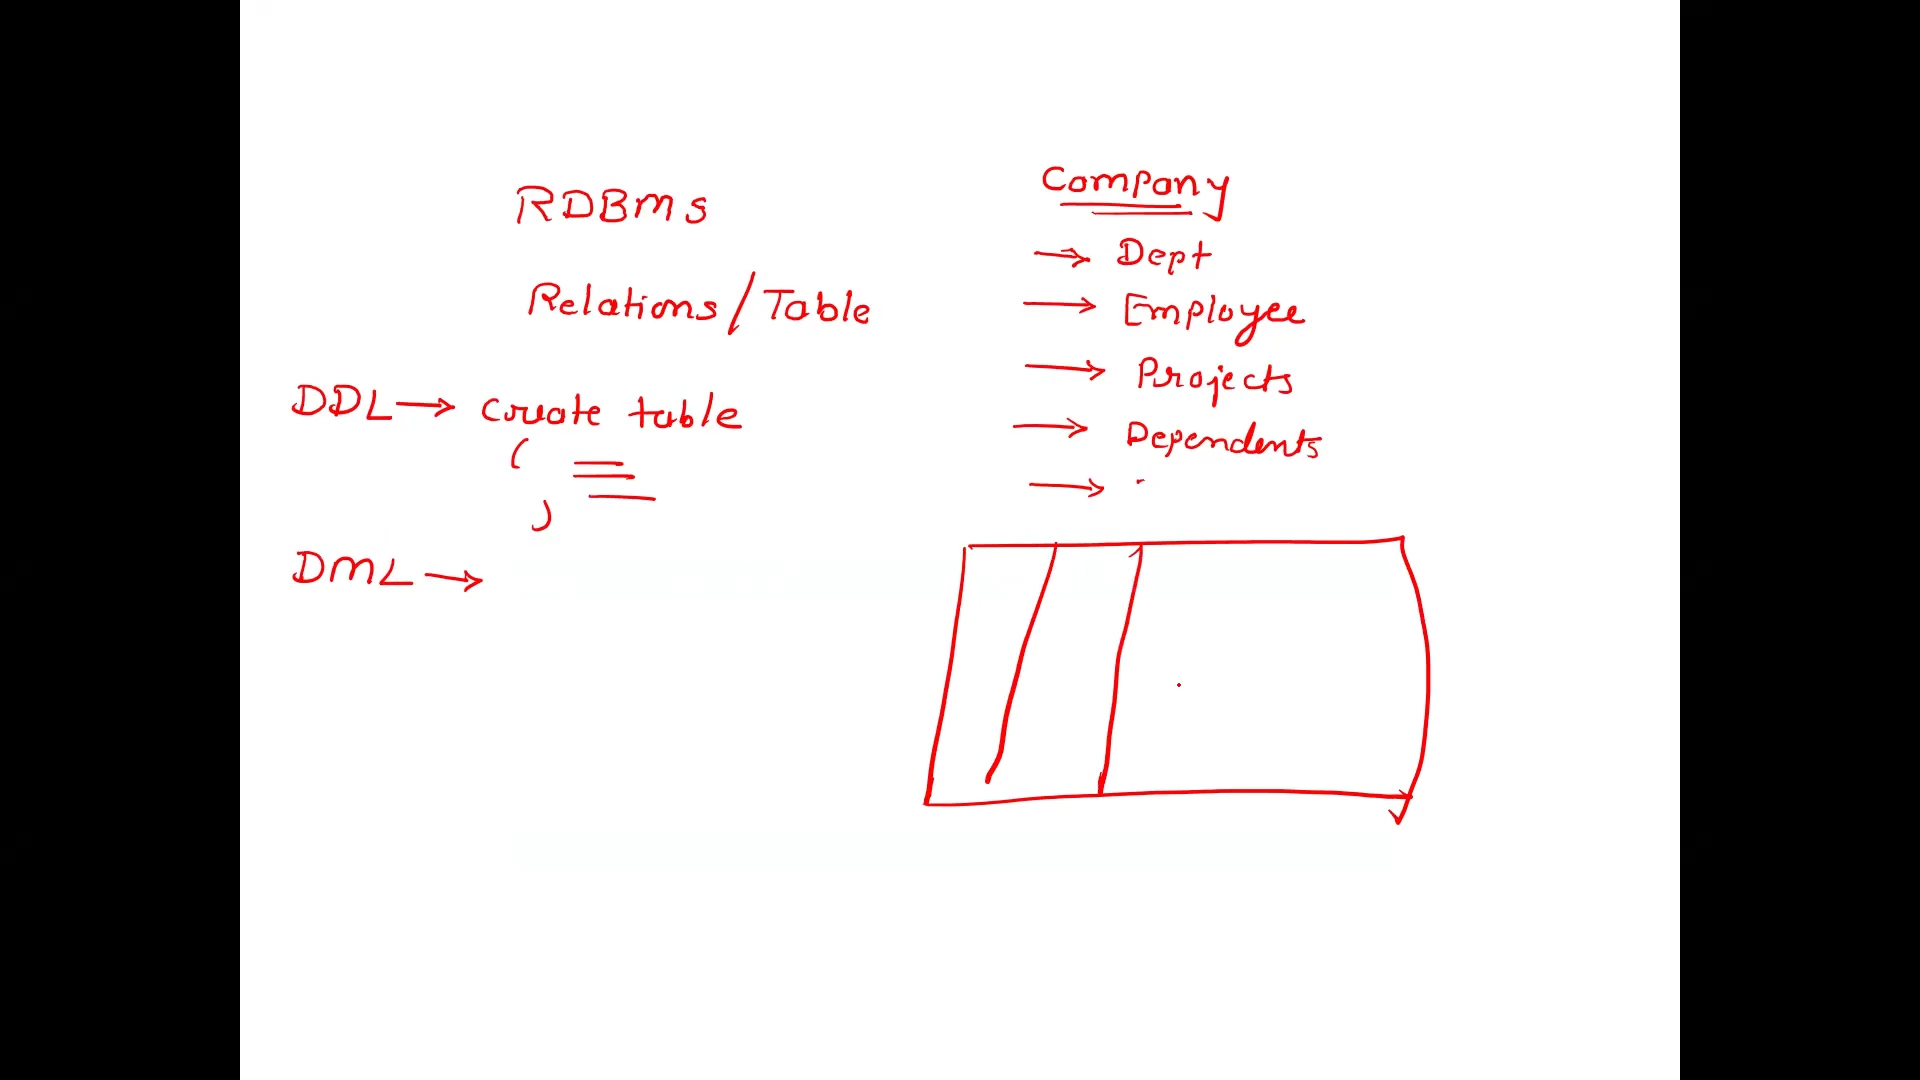 RDBMS
Relations/Table
DDL → create table
(
)
DML →
Company
→ Dept
→ Employee
→ Projects
→ Dependents
→